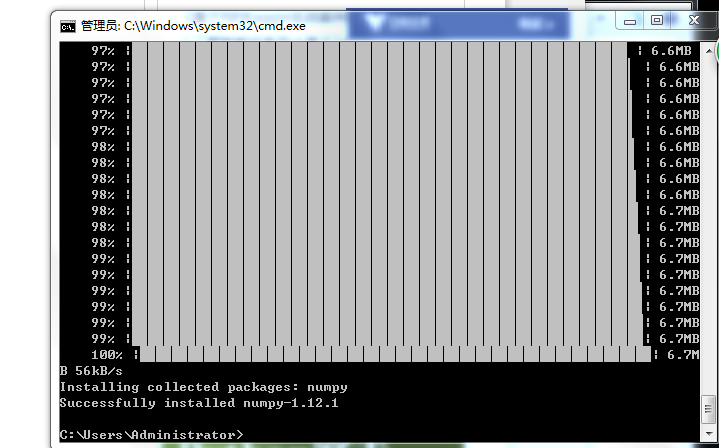 管理员: C:\Windows\system32\cmd.exe
97% 6.6MB
97% 6.6MB
97% 6.6MB
97% 6.6MB
97% 6.6MB
97% 6.6MB
98% 6.6MB
98% 6.6MB
98% 6.6MB
98% 6.6MB
98% 6.7MB
98% 6.7MB
98% 6.7MB
99% 6.7MB
99% 6.7MB
99% 6.7MB
99% 6.7MB
99% 6.7MB
99% 6.7MB
100% 6.7M
B 56kB/s
Installing collected packages: numpy
Successfully installed numpy-1.12.1
C:\Users\Administrator>